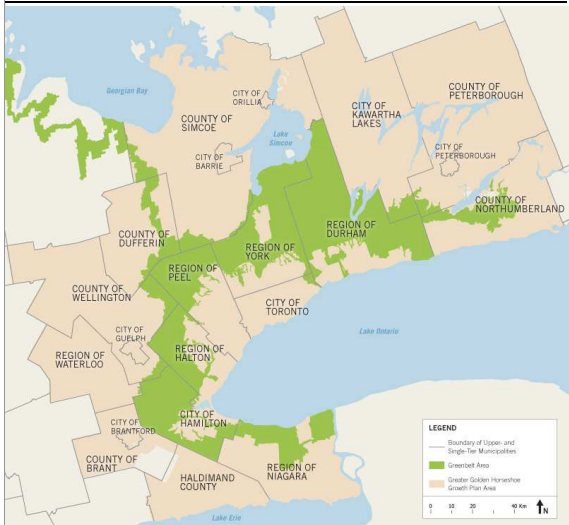 Georgian Bay
CITY OF
ORILLIA
COUNTY OF
SIMCOE
Lake
Simcoe
CITY OF
BARRIE
COUNTY OF
PETERBOROUGH
CITY OF
KAWARTHA
LAKES
CITY OF
PETERBOROUGH
COUNTY OF
NORTHUMBERLAND
COUNTY OF
DUFFERIN
REGION OF
YORK
REGION OF
DURHAM
REGION OF
PEEL
COUNTY OF
WELLINGTON
CITY OF
TORONTO
Lake Ontario
CITY OF
GUELPH
REGION OF
WATERLOO
REGION OF
HALTON
CITY OF
HAMILTON
CITY OF
BRANTFORD
COUNTY OF
BRANT
HALDIMAND
COUNTY
REGION OF
NIAGARA
Lake Erie
LEGEND
Boundary of Upper- and
Single-Tier Municipalities
Greenbelt Area
Greater Golden Horseshoe
Growth Plan Area
0 10 20 40 Km
N